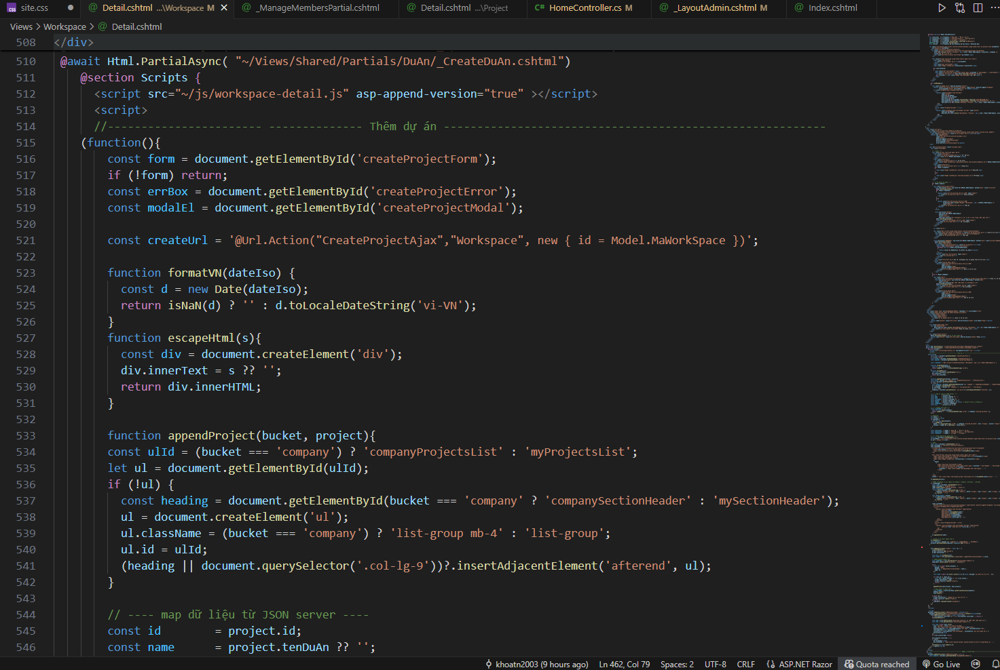 site.css
Detail.cshtml ...\Workspace M
_ManageMembersPartial.cshtml
Detail.cshtml ...\Project
C# HomeController.cs M
_LayoutAdmin.cshtml M
Index.cshtml
Views > Workspace > Detail.cshtml
508 </div>
510 @await Html.PartialAsync( "~/Views/Shared/Partials/DuAn/_CreateDuAn.cshtml")
511 @section Scripts {
512 <script src="~/js/workspace-detail.js" asp-append-version="true" ></script>
513 <script>
514 //----------------------- -------------- Thêm dự án ---------------------------------------------------------
515 (function(){
516 const form = document.getElementById('createProjectForm');
517 if (!form) return;
518 const errBox = document.getElementById('createProjectError');
519 const modalEl = document.getElementById('createProjectModal');
520
521 const createUrl = '@Url.Action("CreateProjectAjax","Workspace", new { id = Model.MaWorkSpace })';
522
523 function formatVN(dateIso) {
524 const d = new Date(dateIso);
525 return isNaN(d) ? '' : d.toLocaleDateString('vi-VN');
526 }
527 function escapeHtml(s){
528 const div = document.createElement('div');
529 div.innerText = s ?? '';
530 return div.innerHTML;
531 }
532
533 function appendProject(bucket, project){
534 const ulId = (bucket === 'company') ? 'companyProjectsList' : 'myProjectsList';
535 let ul = document.getElementById(ulId);
536 if (!ul) {
537 const heading = document.getElementById(bucket === 'company' ? 'companySectionHeader' : 'mySectionHeader');
538 ul = document.createElement('ul');
539 ul.className = (bucket === 'company') ? 'list-group mb-4' : 'list-group';
540 ul.id = ulId;
541 (heading || document.querySelector('.col-lg-9'))?.insertAdjacentElement('afterend', ul);
542 }
543
544 // ---- map dữ liệu từ JSON server ----
545 const id = project.id;
546 const name = project.tenDuAn ?? '';
khoatn2003 (9 hours ago) Ln 462, Col 79 Spaces: 2 UTF-8 CRLF ASP.NET Razor Quota reached Go Live